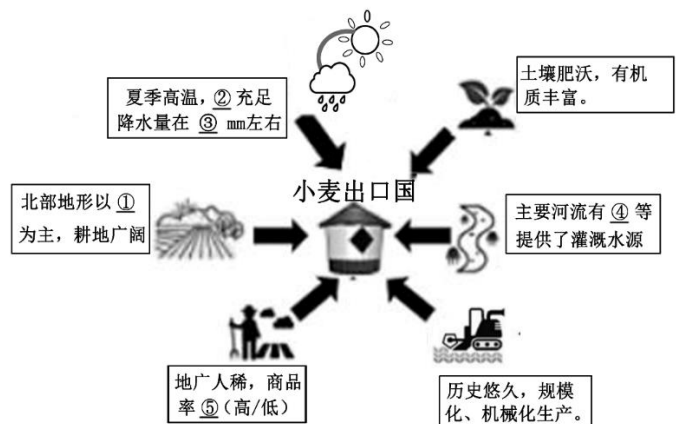 夏季高温，②充足
降水量在 ③ mm左右
土壤肥沃，有机
质丰富。
小麦出口国
北部地形以①
为主，耕地广阔
主要河流有④等
提供了灌溉水源
地广人稀，商品
率⑤(高/低)
历史悠久，规模
化、机械化生产。